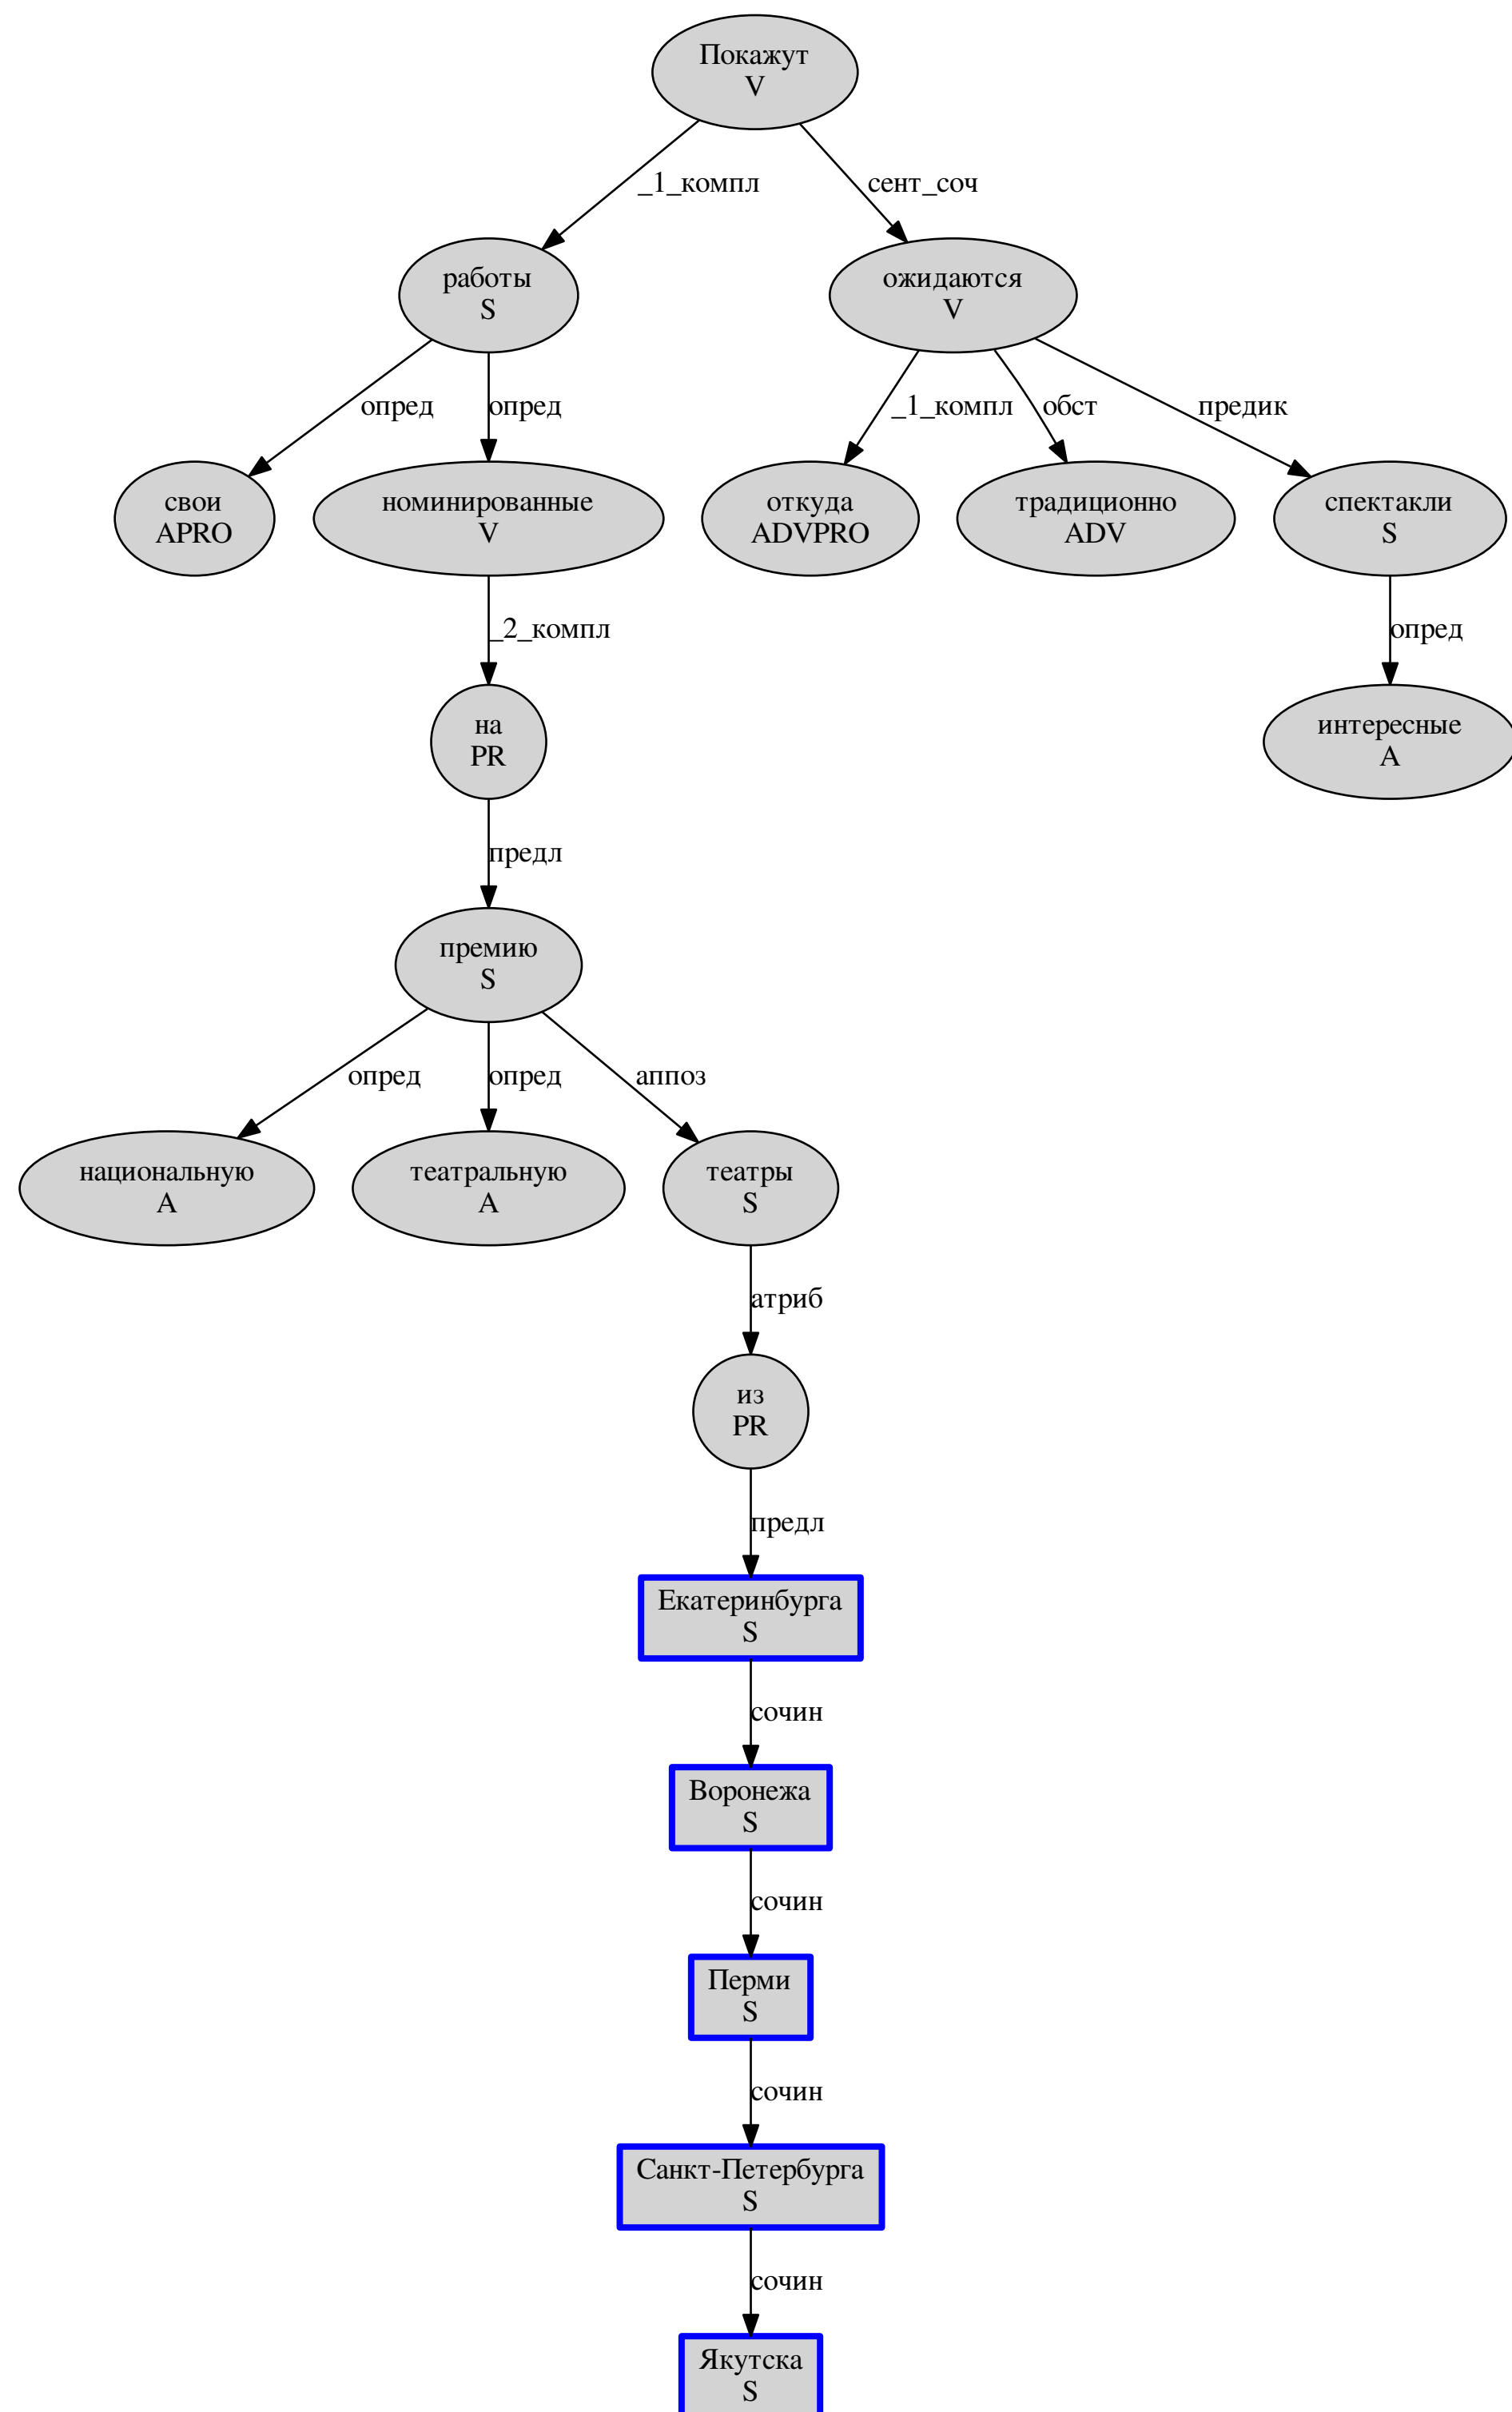 Покажут
V
_1_компл
сент_соч
работы
S
ожидаются
V
опред
опред
_1_компл
обст
предик
свои
APRO
номинированные
V
откуда
ADVPRO
традиционно
ADV
спектакли
S
_2_компл
опред
на
PR
интересные
A
предл
премию
S
опред
опред
аппоз
национальную
A
театральную
A
театры
S
атриб
из
PR
предл
Екатеринбурга
S
сочин
Воронежа
S
сочин
Перми
S
сочин
Санкт-Петербурга
S
сочин
Якутска
S